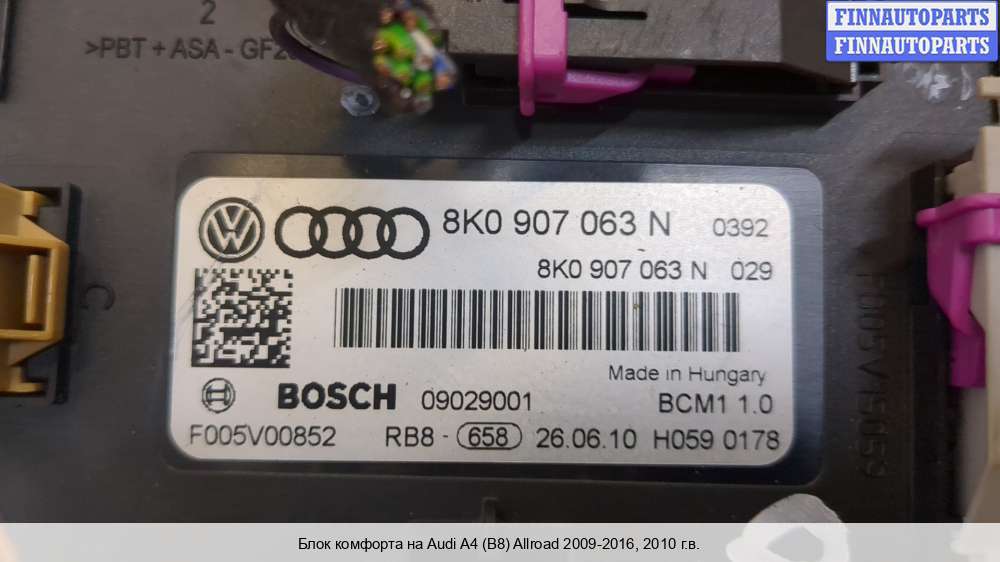 2
>PBT + ASA - GF2
FINNAUTOPARTS
FINNAUTOPARTS
8K0 907 063 N 0392
8K0 907 063 N 029
C
Made in Hungary
BOSCH 09029001 BCM1 1.0
F005V00852 RB8 - 658 26.06.10 H059 0178
Блок комфорта на Audi A4 (B8) Allroad 2009-2016, 2010 г.в.